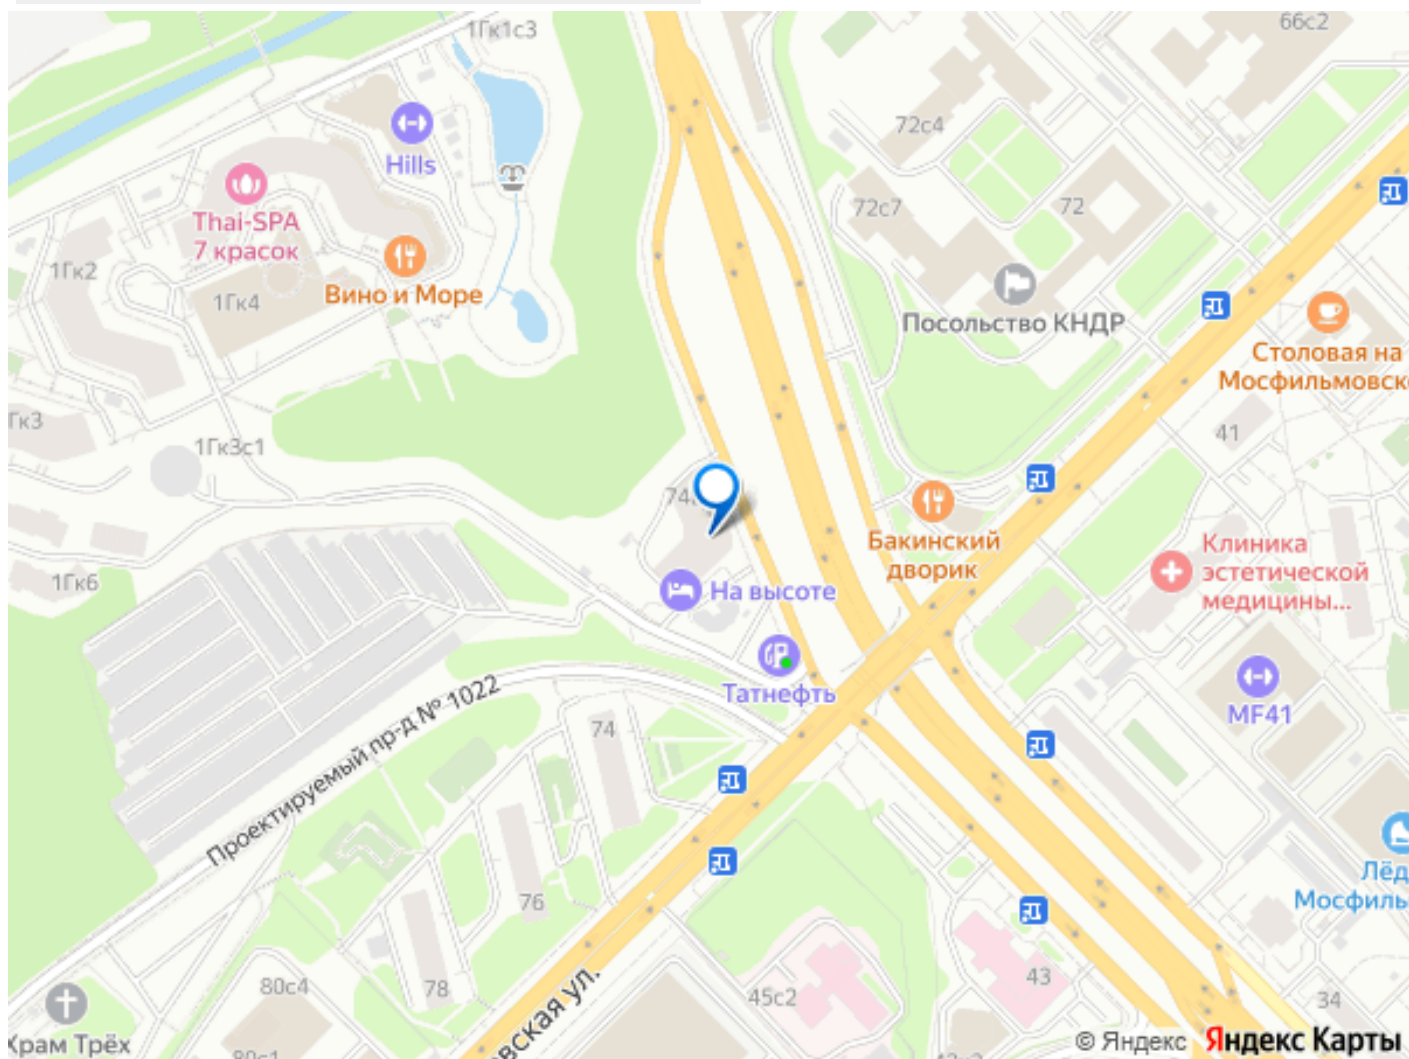 1Гк1с3
66с2
Hills
72с4
Thai-SPA
7 красок
72с7
72
1Гк2
Вино и Море
1Гк4
Посольство КНДР
Столовая на
Мосфильмовско
Гк3
1Гк3с1
41
74
Бакинский
дворик
Клиника
эстетической
медицины...
1Гк6
На высоте
Татнефть
MF41
Проектируемый пр-д № 1022
74
Лёд
Мосфиль
76
78
80с4
45с2
43
34
вская ул.
Храм Трёх
© Яндекс Яндекс Карты